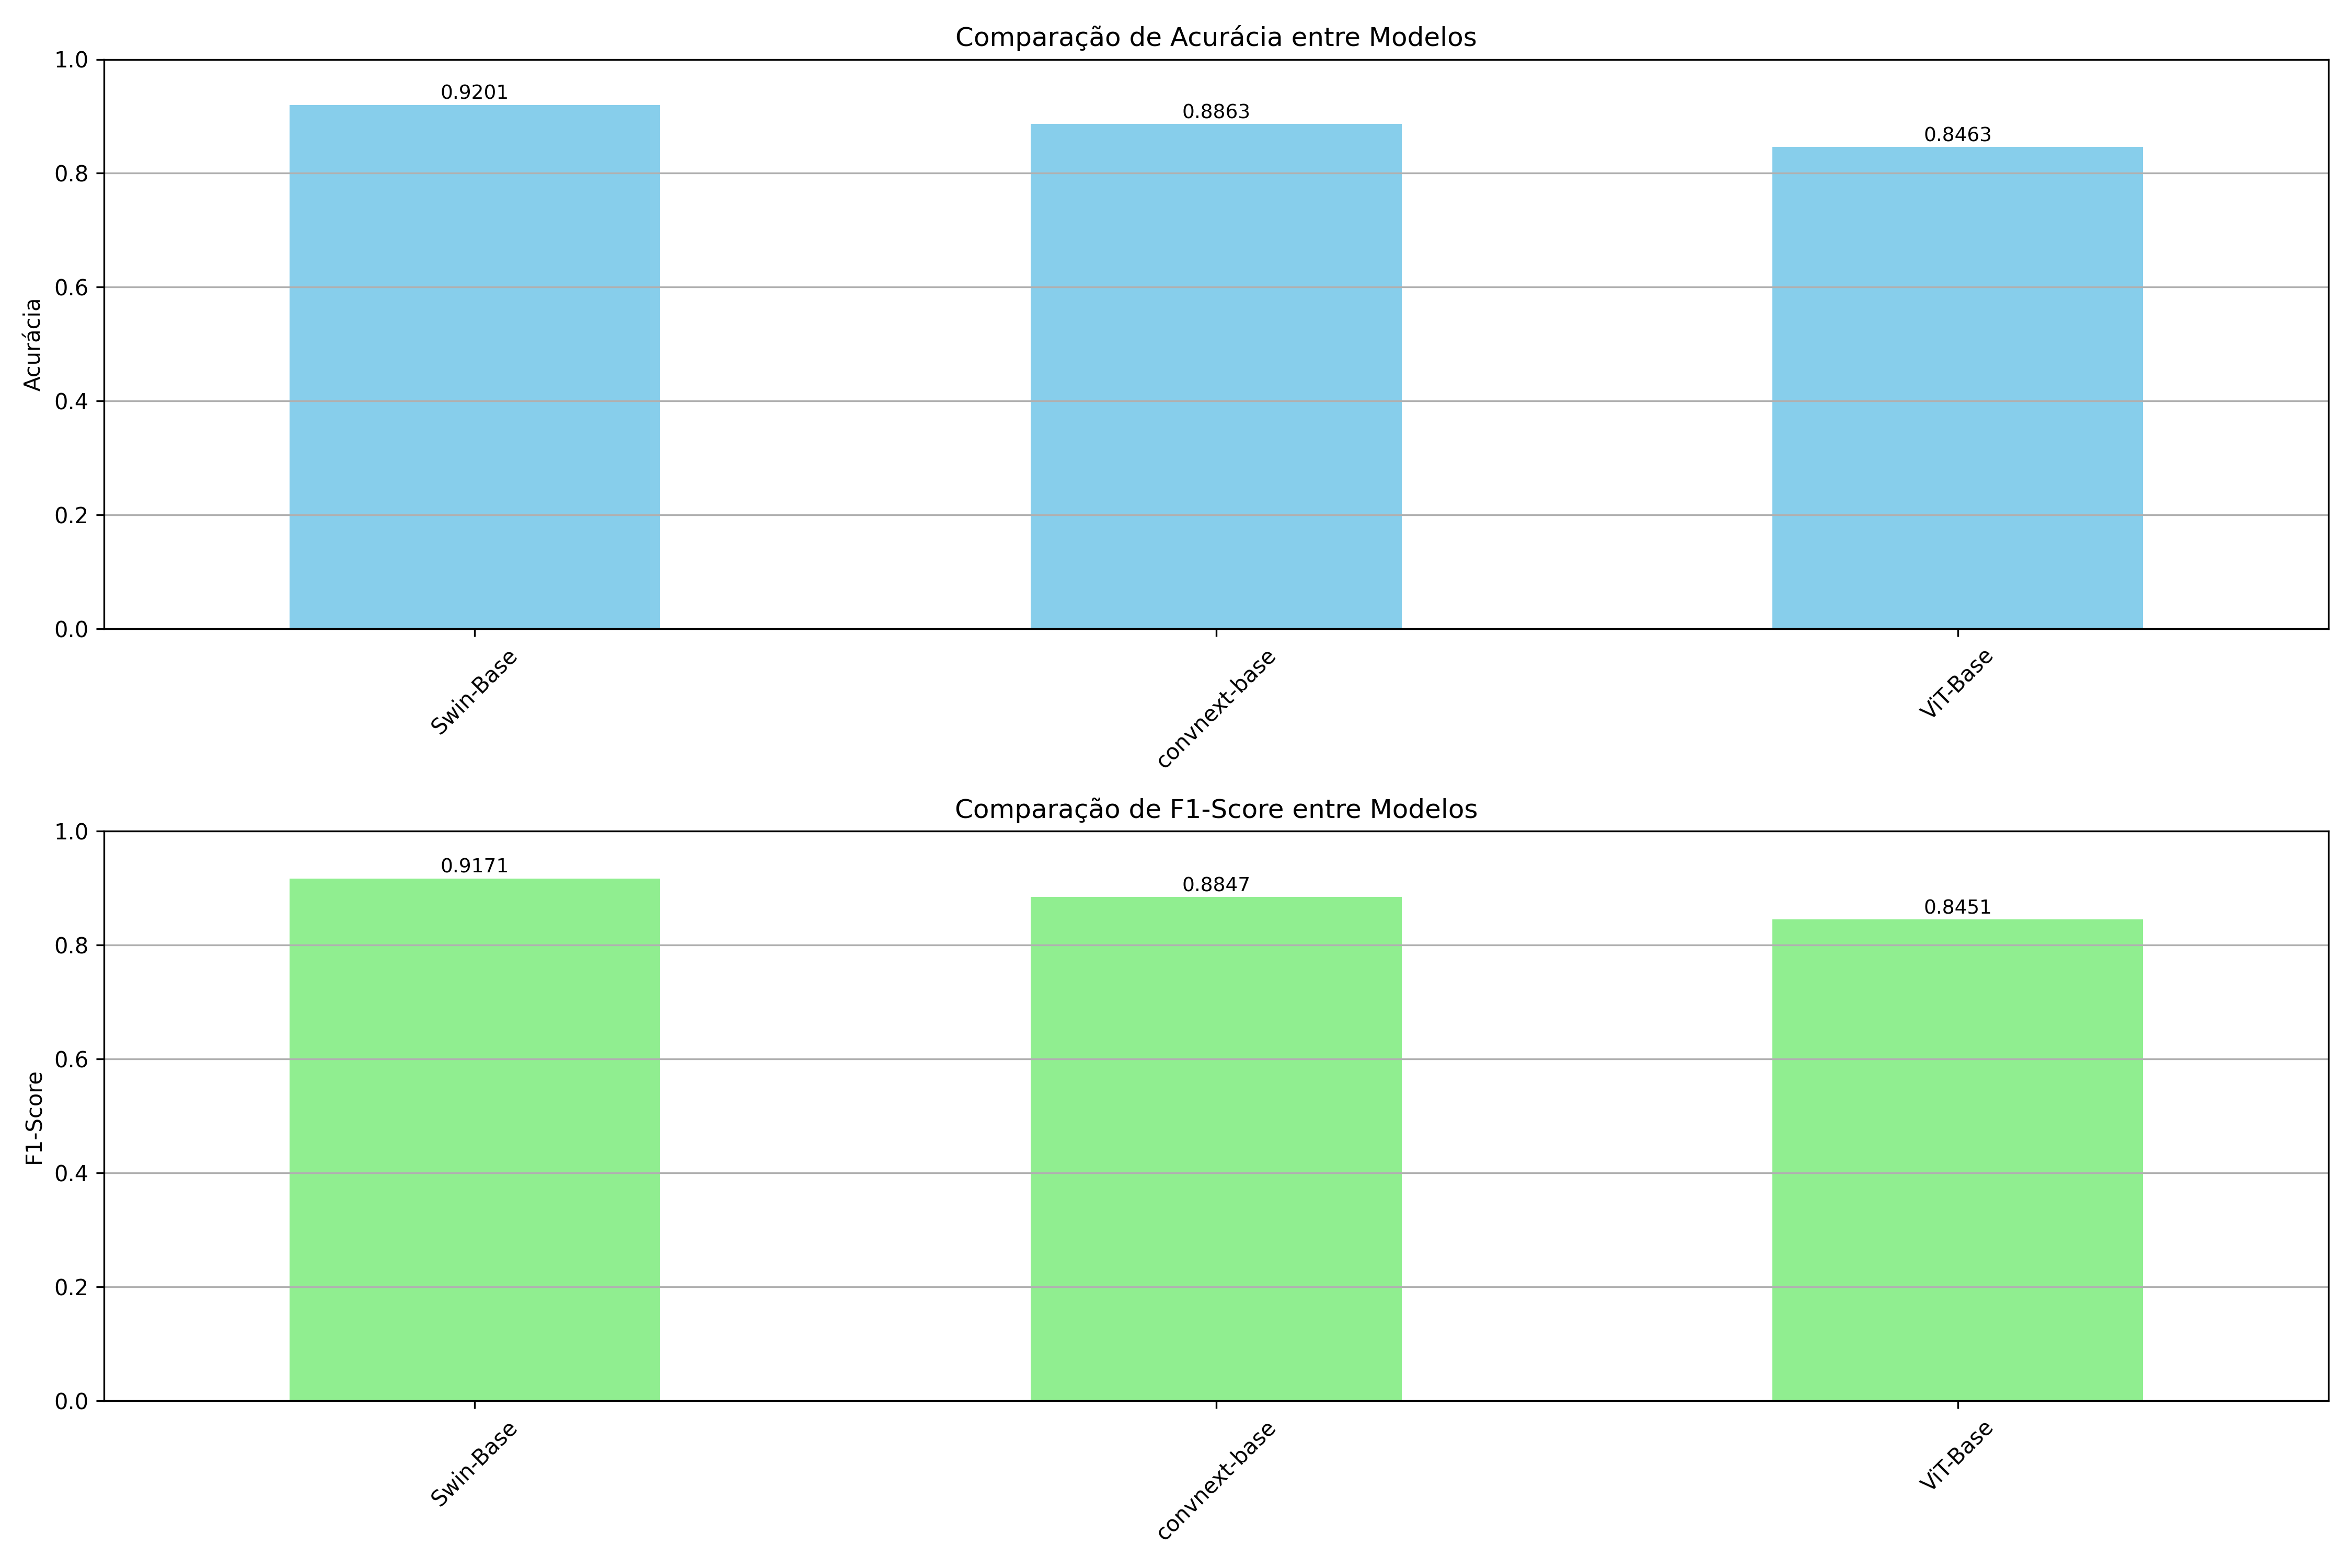 Comparação de Acurácia entre Modelos
1.0
0.8
0.6
0.4
0.2
0.0
Acurácia
0.9201
0.8863
0.8463
Swin-Base
convnext-base
ViT-Base
Comparação de F1-Score entre Modelos
1.0
0.8
0.6
0.4
0.2
0.0
F1-Score
0.9171
0.8847
0.8451
Swin-Base
convnext-base
ViT-Base